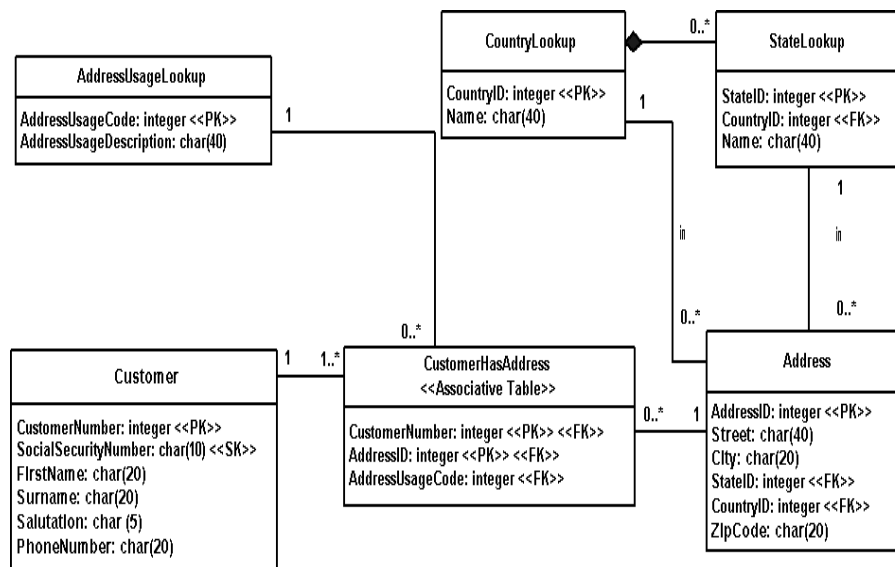 CountryLookup
CountryID: integer <<PK>>
Name: char(40)
0..*
StateLookup
StateID: integer <<PK>>
CountryID: integer <<FK>>
Name: char(40)
AddressUsageLookup
AddressUsageCode: integer <<PK>>
AddressUsageDescription: char(40)
1
1
1
in
in
0..*
0..*
0..*
Customer
CustomerNumber: integer <<PK>>
SocialSecurityNumber: char(10) <<SK>>
FIrstName: char(20)
Surname: char(20)
SalutatIon: char (5)
PhoneNumber: char(20)
1
1..*
CustomerHasAddress
<<Associative Table>>
CustomerNumber: integer <<PK>> <<FK>>
AddressID: integer <<PK>> <<FK>>
AddressUsageCode: integer <<FK>>
0..*
1
Address
AddressID: integer <<PK>>
Street: char(40)
CIty: char(20)
StateID: integer <<FK>>
CountryID: integer <<FK>>
ZIpCode: char(20)